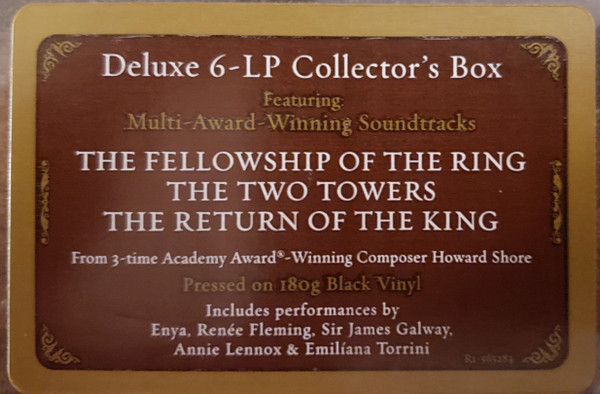 Deluxe 6-LP Collector's Box
Featuring
Multi-Award-Winning Soundtracks
THE FELLOWSHIP OF THE RING
THE TWO TOWERS
THE RETURN OF THE KING
From 3-time Academy Award®-Winning Composer Howard Shore
Pressed on 180g Black Vinyl
Includes performances by
Enya, Renée Fleming, Sir James Galway,
Annie Lennox & Emilíana Torrini
R1-565284